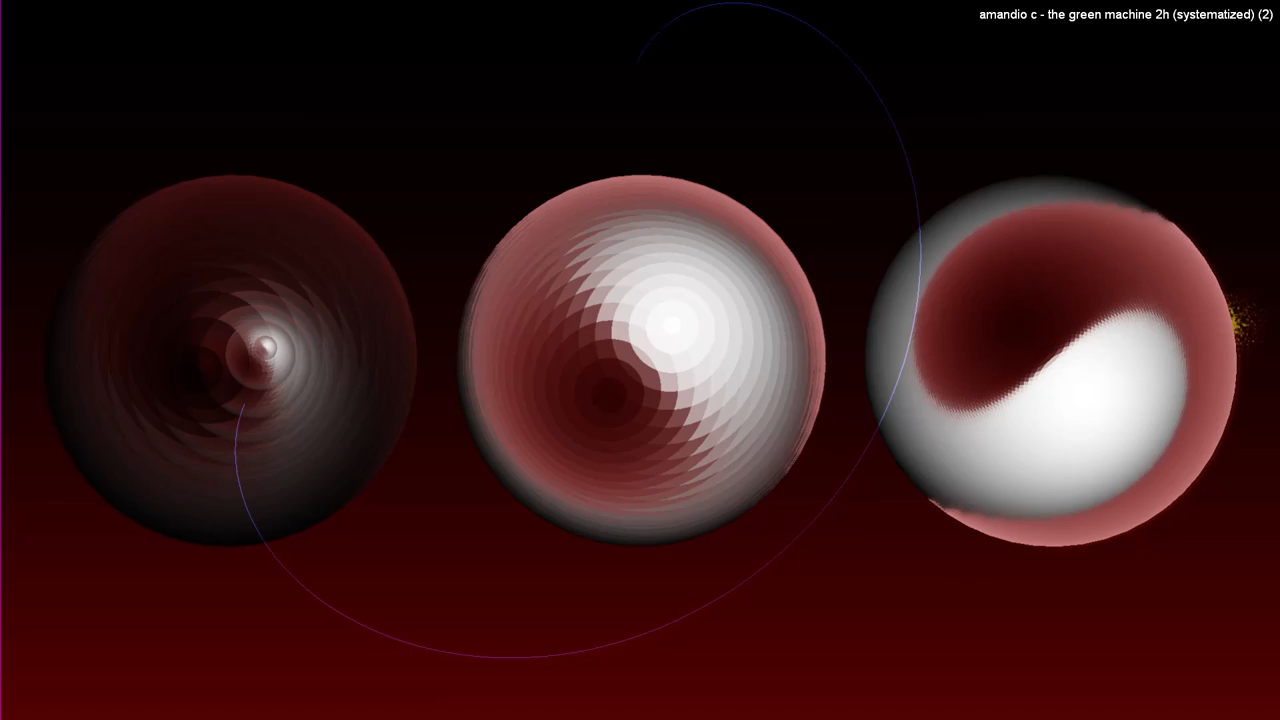 amandio c - the green machine 2h (systematized) (2)